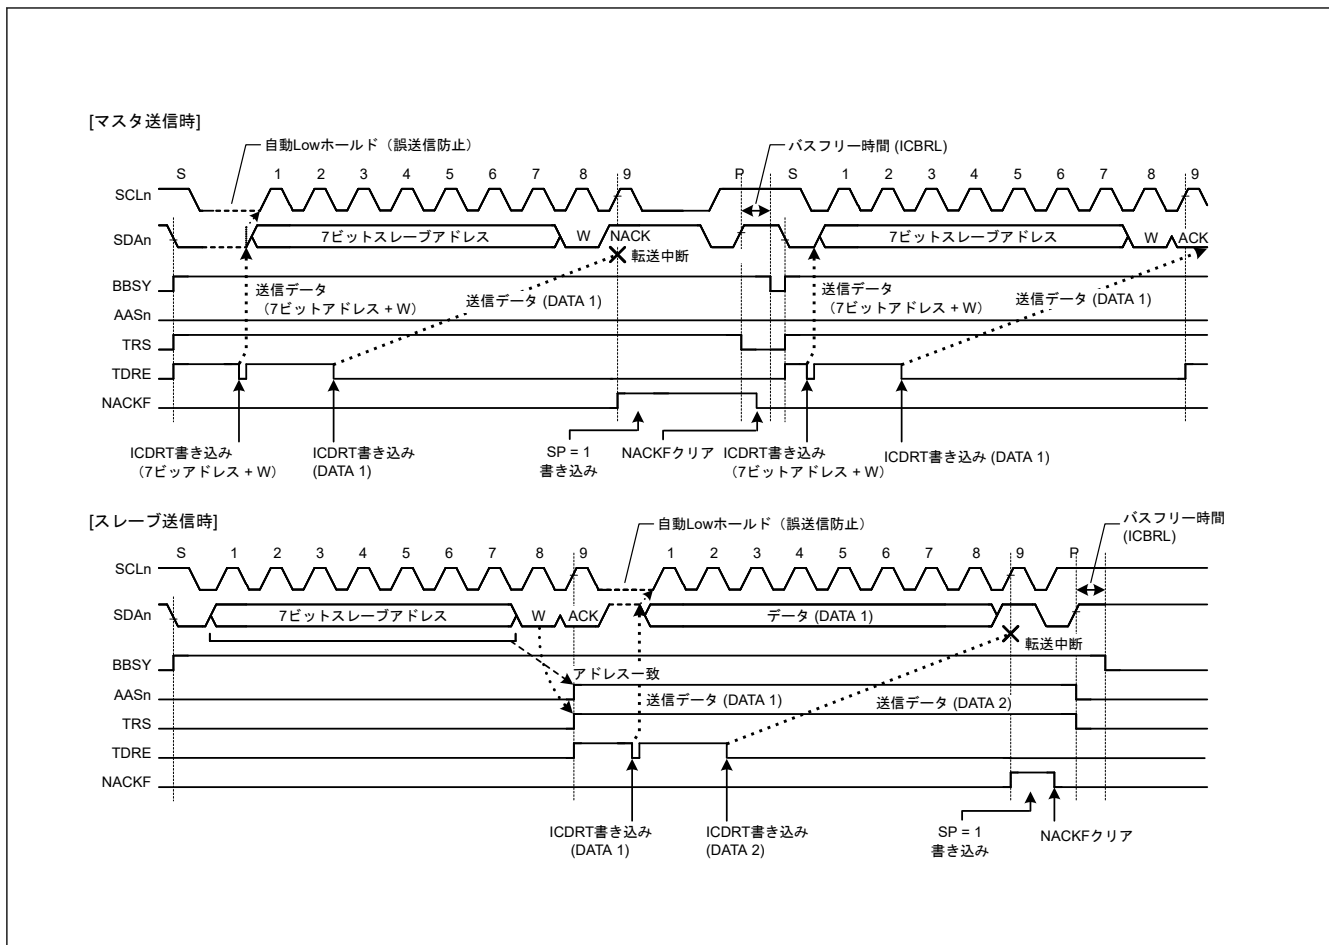 [マスタ送信時]
自動Lowホールド（誤送信防止）
バスフリー時間 (ICBRL)
S 1 2 3 4 5 6 7 8 9 P S 1 2 3 4 5 6 7 8 9
SCLn
SDAn 7ビットスレーブアドレス W NACK 7ビットスレーブアドレス W ACK
転送中断
BBSY
送信データ
（7ビットアドレス + W）
送信データ (DATA 1)
送信データ
（7ビットアドレス + W）
送信データ (DATA 1)
AASn
TRS
TDRE
NACKF
ICDRT書き込み
（7ビッアドレス + W）
ICDRT書き込み
(DATA 1)
SP = 1
書き込み
NACKFクリア
ICDRT書き込み
（7ビットアドレス + W）
ICDRT書き込み (DATA 1)
[スレーブ送信時]
自動Lowホールド（誤送信防止）
バスフリー時間
(ICBRL)
S 1 2 3 4 5 6 7 8 9 1 2 3 4 5 6 7 8 9 P
SCLn
SDAn 7ビットスレーブアドレス W ACK データ (DATA 1)
転送中断
BBSY
アドレス一致
AASn
送信データ (DATA 1)
送信データ (DATA 2)
TRS
TDRE
NACKF
ICDRT書き込み
(DATA 1)
ICDRT書き込み
(DATA 2)
SP = 1
書き込み
NACKFクリア